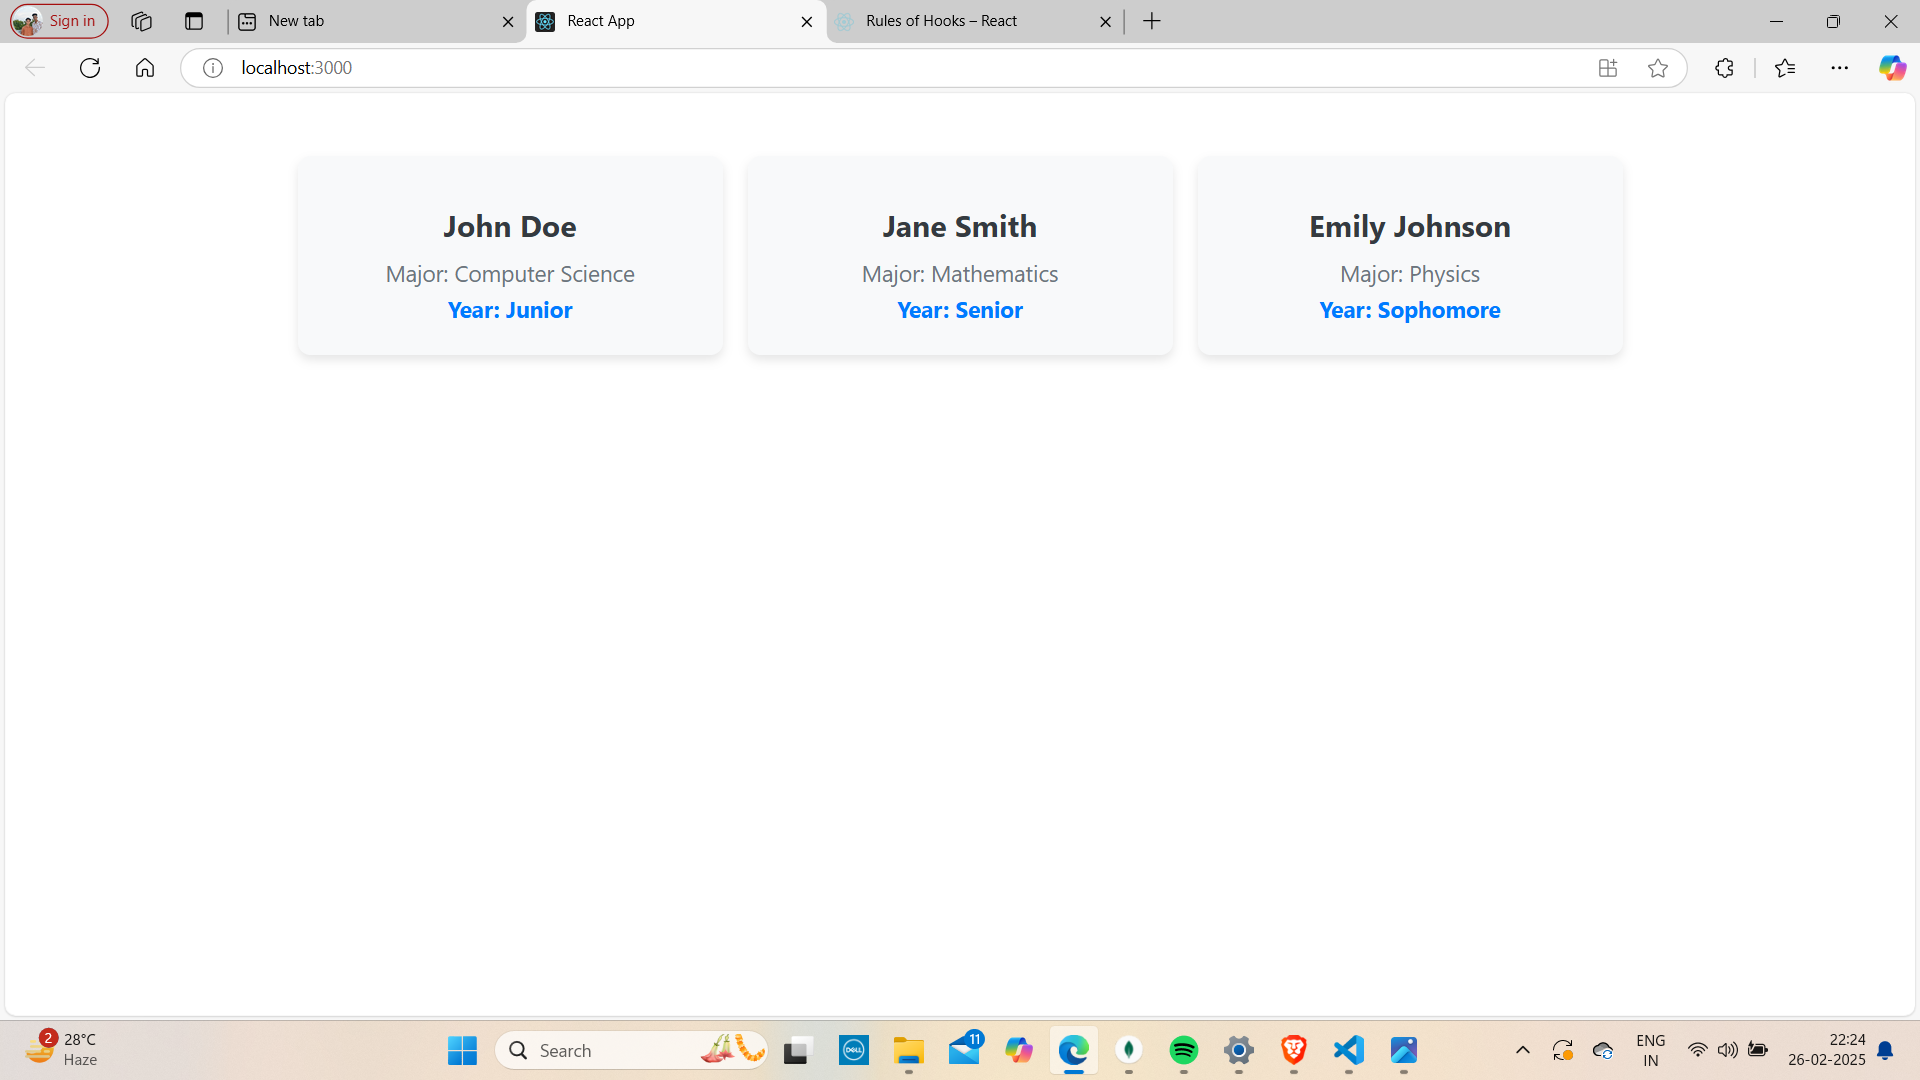 Sign in
New tab
React App
Rules of Hooks – React
localhost:3000
John Doe
Major: Computer Science
Year: Junior
Jane Smith
Major: Mathematics
Year: Senior
Emily Johnson
Major: Physics
Year: Sophomore
2
28°C
Haze
Search
DELL
11
ENG
IN
22:24
26-02-2025